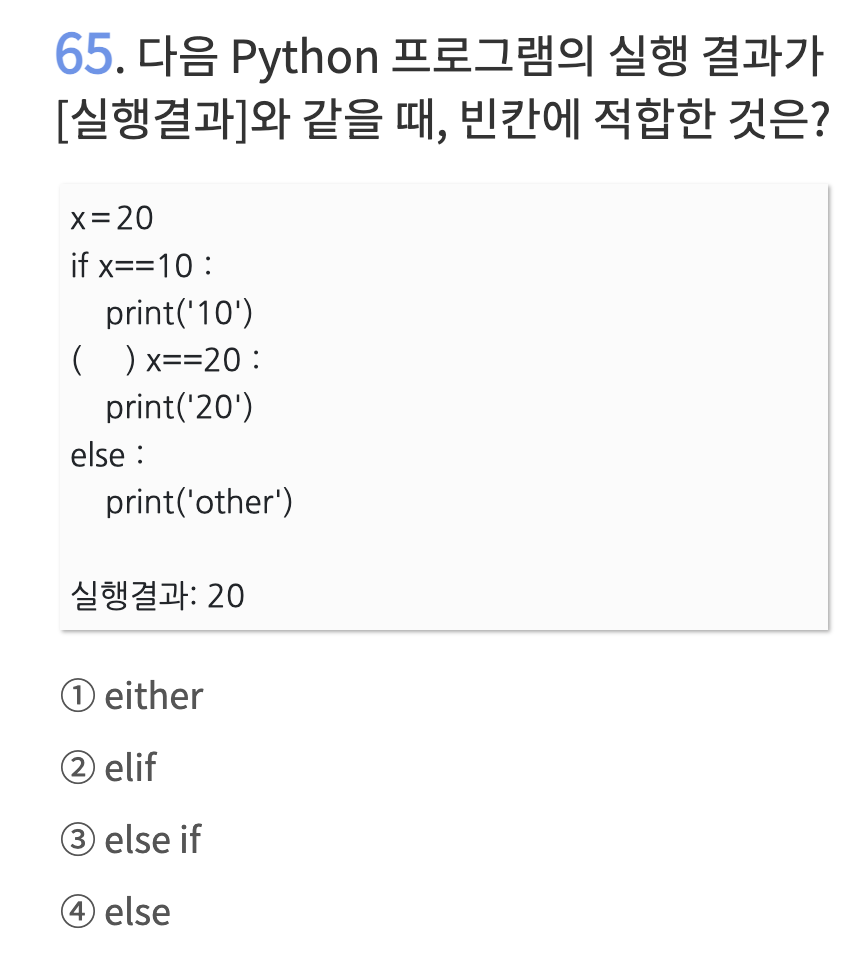 65. 다음 Python 프로그램의 실행 결과가
[실행결과]와 같을 때, 빈칸에 적합한 것은?
x=20
if x==10 :
    print('10')
(    ) x==20 :
    print('20')
else :
    print('other')
실행결과: 20
① either
② elif
③ else if
④ else